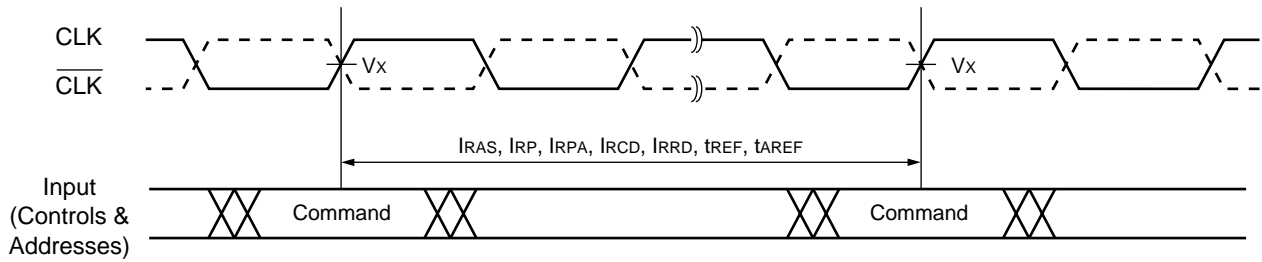 CLK
CLK
Vx
Vx
IRAS, IRP, IRPA, IRCD, IRRD, tREF, tAREF
Input
(Controls &
Addresses)
Command
Command